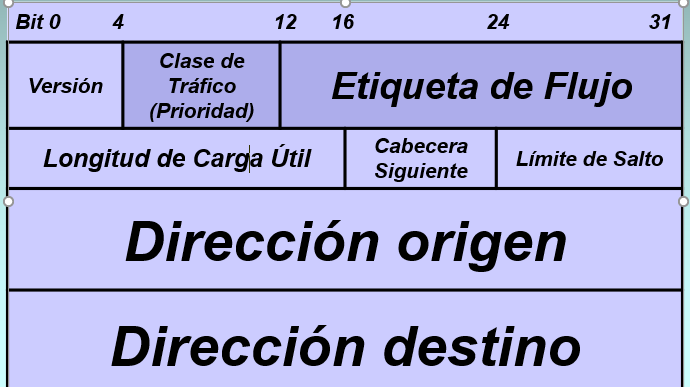 Bit 0 4 12 16 24 31
Versión
Clase de
Tráfico
(Prioridad)
Etiqueta de Flujo
Longitud de Carga Útil
Cabecera
Siguiente
Límite de Salto
Dirección origen
Dirección destino